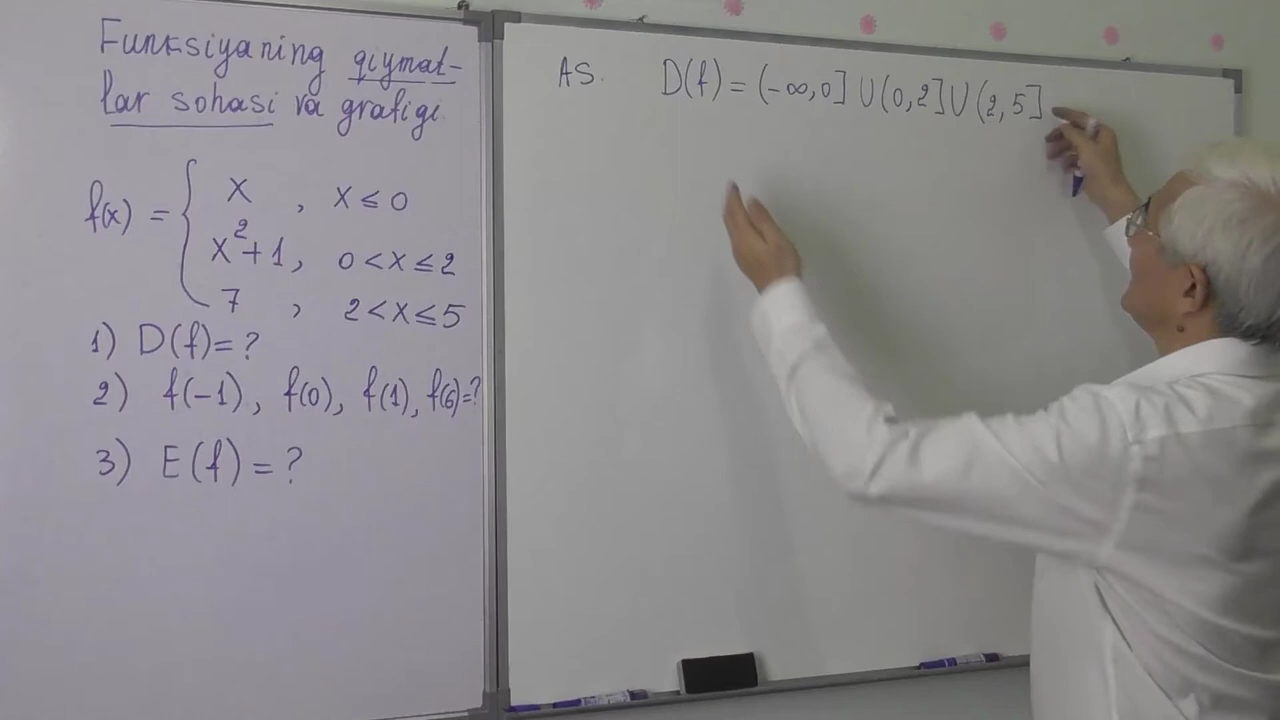 Funksiyaning qiymat-
lar sohasi va grafigi.
f(x) = { x , x ≤ 0
x²+1, 0 < x ≤ 2
7 , 2 < x ≤ 5
1) D(f)= ?
2) f(-1), f(0), f(1), f(6)=?
3) E(f) = ?
AS. D(f) = (-∞,0] ∪ (0,2] ∪ (2,5]